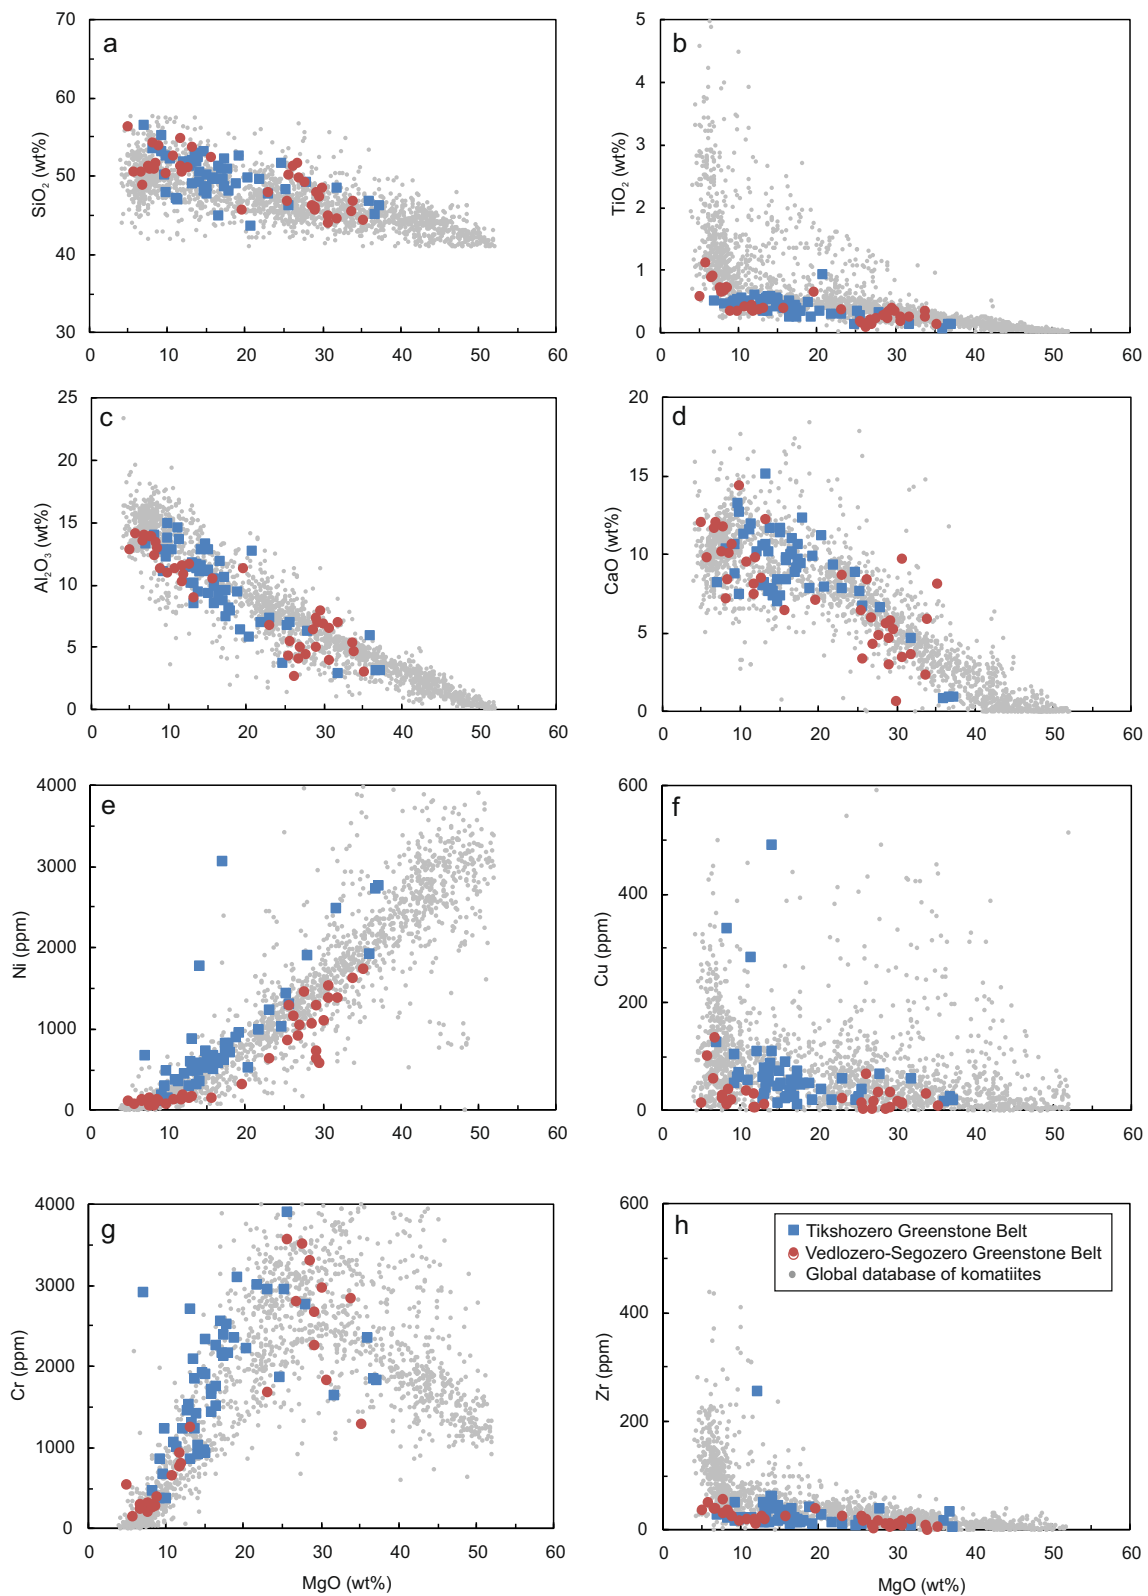 a
70
60
50
40
30
SiO₂ (wt%)
0 10 20 30 40 50 60
b
5
4
3
2
1
0
TiO₂ (wt%)
0 10 20 30 40 50 60
c
25
20
15
10
5
0
Al₂O₃ (wt%)
0 10 20 30 40 50 60
d
20
15
10
5
0
CaO (wt%)
0 10 20 30 40 50 60
e
4000
3000
2000
1000
0
Ni (ppm)
0 10 20 30 40 50 60
f
600
400
200
0
Cu (ppm)
0 10 20 30 40 50 60
g
4000
3000
2000
1000
0
Cr (ppm)
0 10 20 30 40 50 60
MgO (wt%)
h
600
400
200
0
Zr (ppm)
Tikshozero Greenstone Belt
Vedlozero-Segozero Greenstone Belt
Global database of komatiites
0 10 20 30 40 50 60
MgO (wt%)